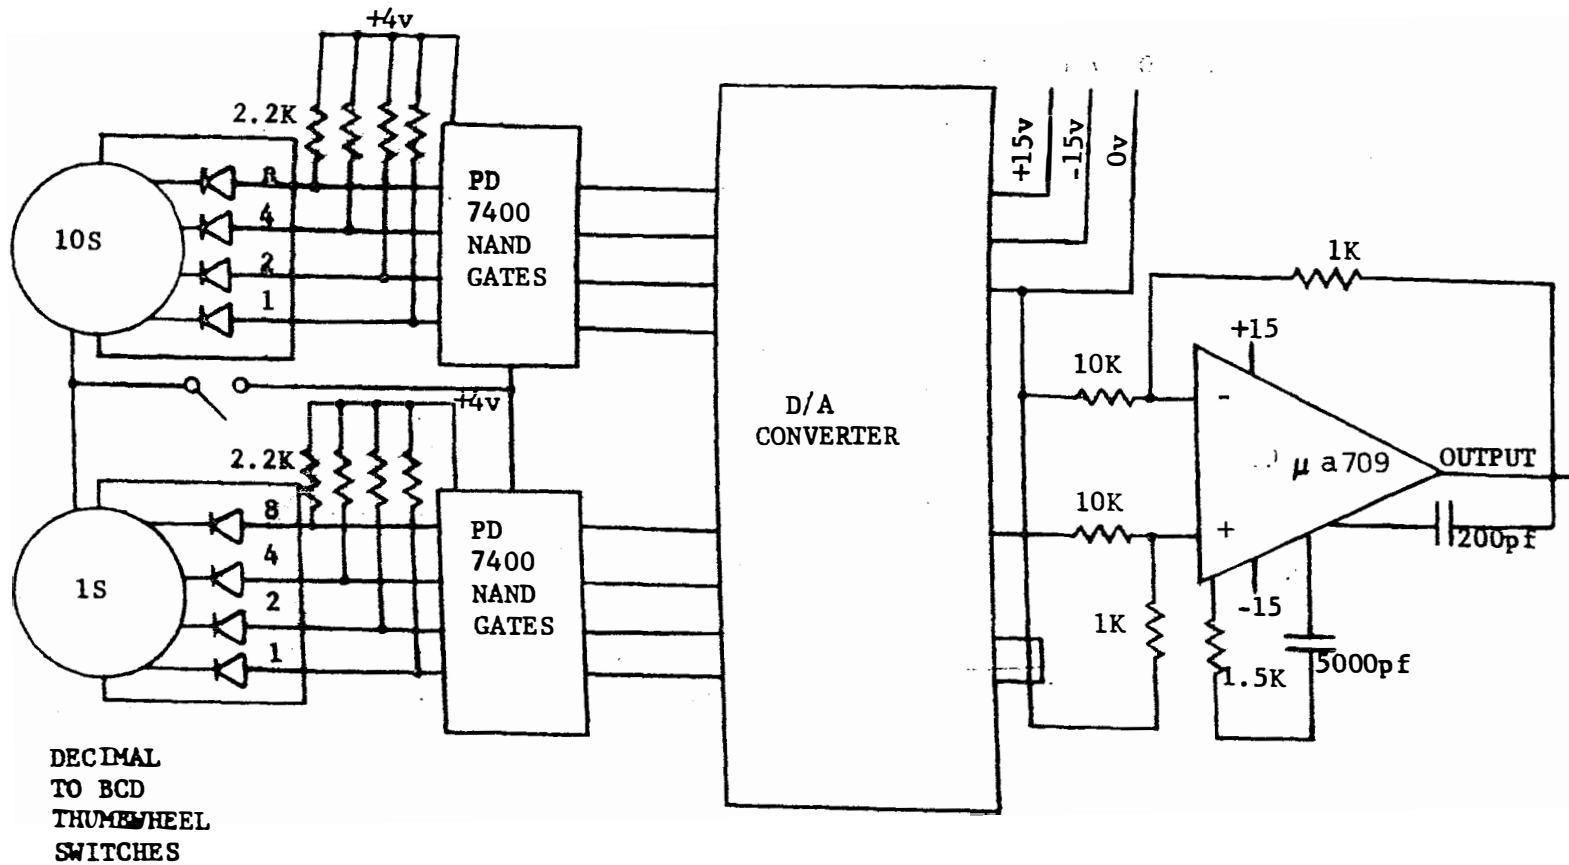 +4v
2.2K
10S
8
4
2
1
PD
7400
NAND
GATES
+4v
2.2K
1S
8
4
2
1
PD
7400
NAND
GATES
D/A
CONVERTER
+15v
-15v
0v
1K
10K
+15
-
µa709
OUTPUT
10K
+
-15
200pf
1K
1.5K
5000pf
DECIMAL
TO BCD
THUMBWHEEL
SWITCHES